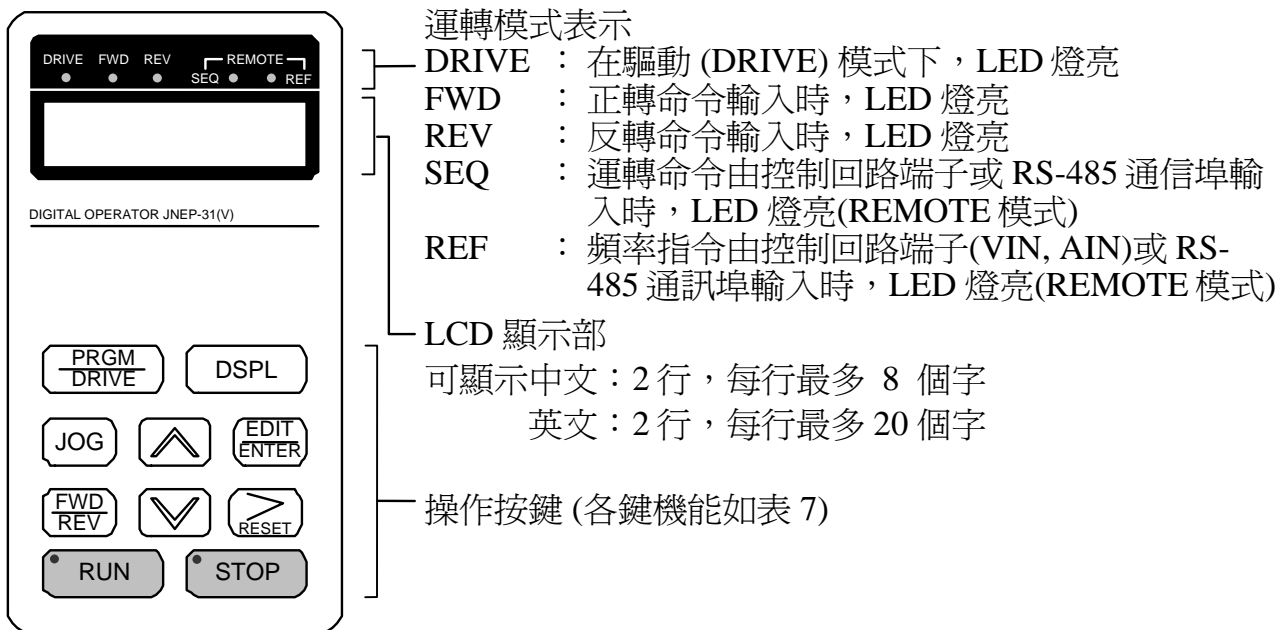 DRIVE FWD REV REMOTE
SEQ REF
DIGITAL OPERATOR JNEP-31(V)
PRGM
DRIVE
DSPL
JOG
EDIT
ENTER
FWD
REV
RESET
RUN
STOP
運轉模式表示
DRIVE : 在驅動 (DRIVE) 模式下,LED 燈亮
FWD : 正轉命令輸入時,LED 燈亮
REV : 反轉命令輸入時,LED 燈亮
SEQ : 運轉命令由控制回路端子或 RS-485 通信埠輸
入時,LED 燈亮(REMOTE 模式)
REF : 頻率指令由控制回路端子(VIN, AIN)或 RS-
485 通訊埠輸入時,LED 燈亮(REMOTE 模式)
LCD 顯示部
可顯示中文:2 行,每行最多 8 個字
英文:2 行,每行最多 20 個字
操作按鍵 (各鍵機能如表 7)